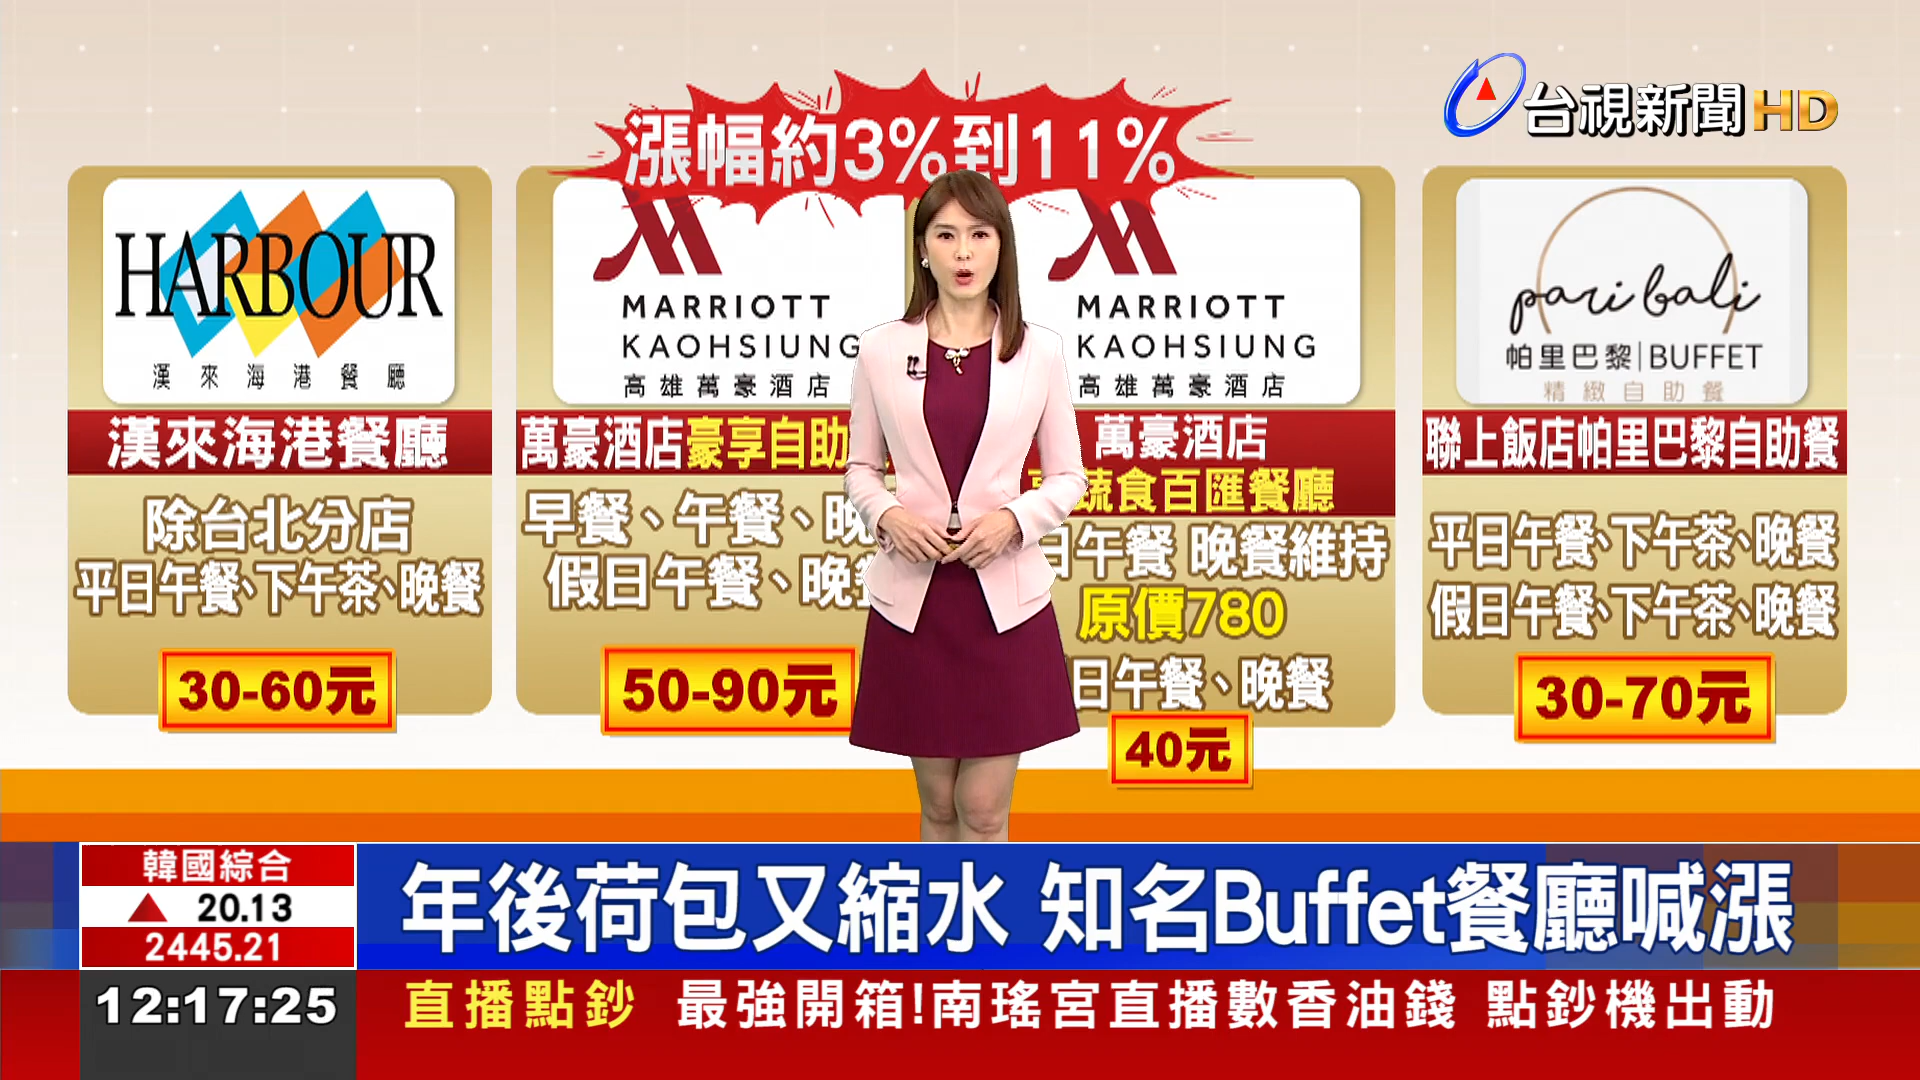 台視新聞HD
漲幅約3%到11%
HARBOUR
漢來海港餐廳
漢來海港餐廳
除台北分店
平日午餐、下午茶、晚餐
30-60元
MARRIOTT
KAOHSIUNG
高雄萬豪酒店
萬豪酒店豪享自助
早餐、午餐、晚
假日午餐、晚餐
50-90元
MARRIOTT
KAOHSIUNG
高雄萬豪酒店
萬豪酒店
蔬食百匯餐廳
日午餐 晚餐維持
原價780
日午餐、晚餐
40元
pari bali
帕里巴黎|BUFFET
精緻自助餐
聯上飯店帕里巴黎自助餐
平日午餐、下午茶、晚餐
假日午餐、下午茶、晚餐
30-70元
韓國綜合
▲ 20.13
2445.21
12:17:25
年後荷包又縮水 知名Buffet餐廳喊漲
直播點鈔 最強開箱!南瑤宮直播數香油錢 點鈔機出動